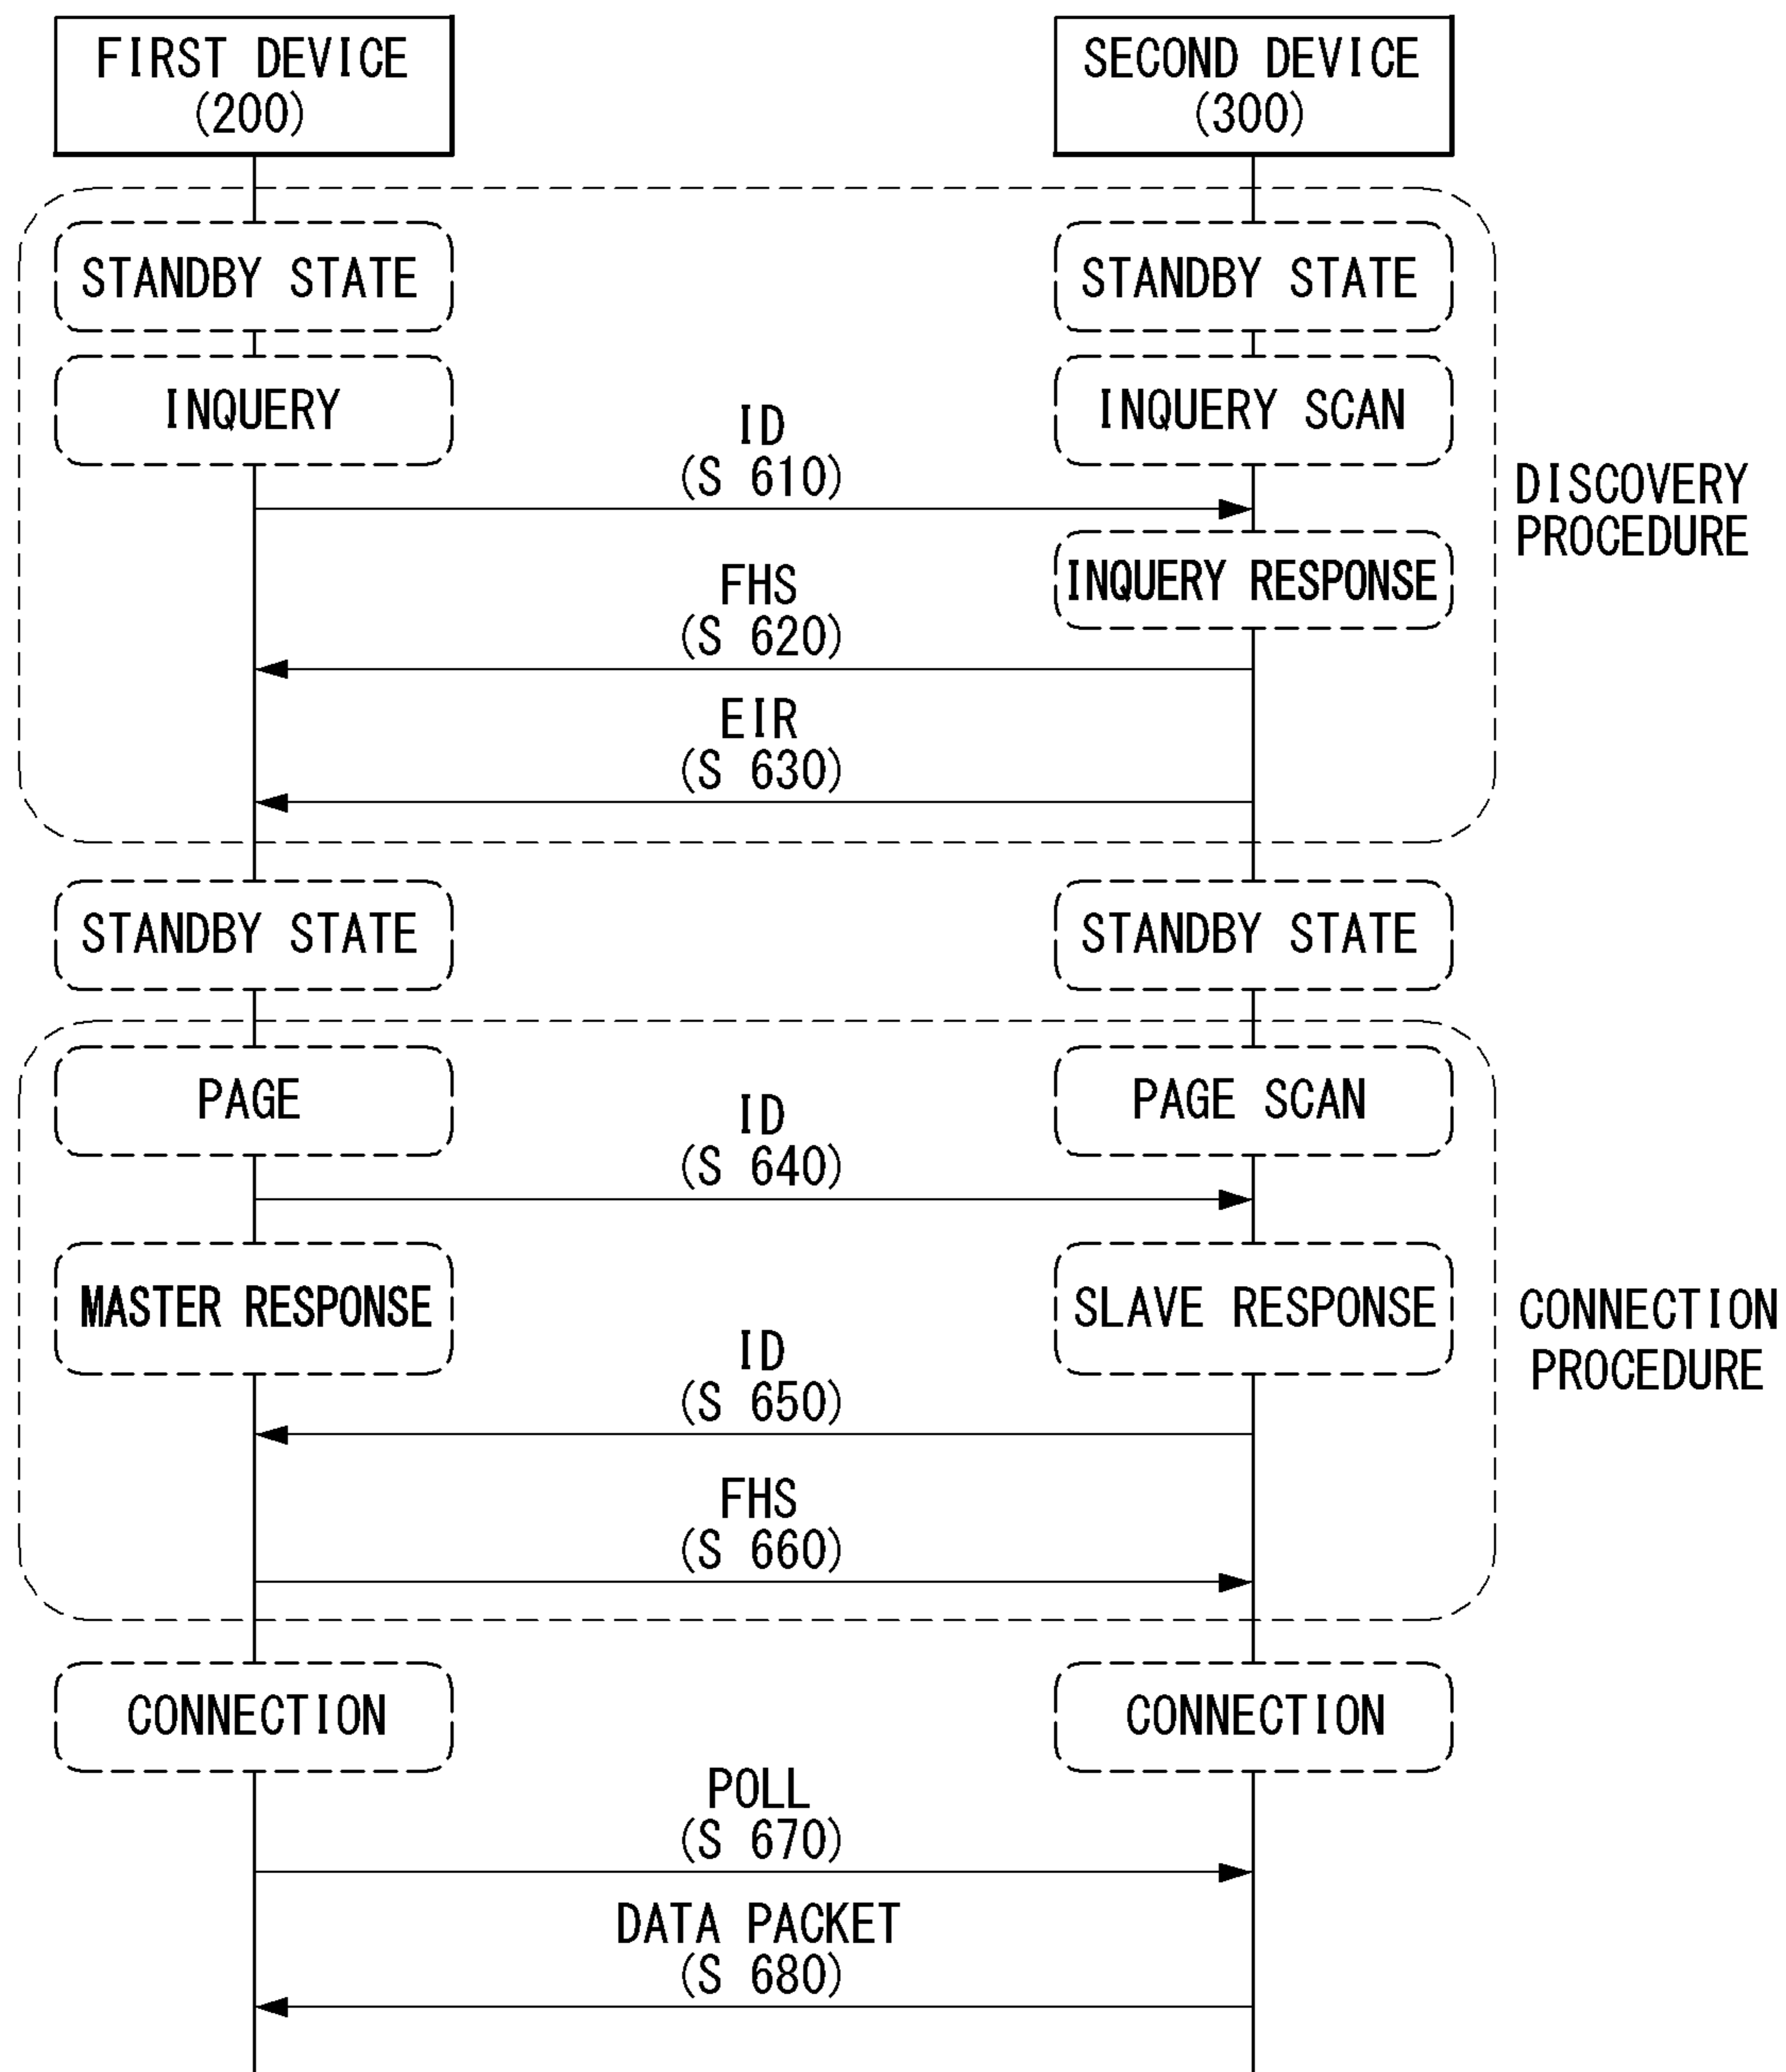 FIRST DEVICE
(200)
SECOND DEVICE
(300)
STANDBY STATE
STANDBY STATE
INQUERY
INQUERY SCAN
ID
(S 610)
DISCOVERY
PROCEDURE
INQUERY RESPONSE
FHS
(S 620)
EIR
(S 630)
STANDBY STATE
STANDBY STATE
PAGE
PAGE SCAN
ID
(S 640)
MASTER RESPONSE
SLAVE RESPONSE
CONNECTION
PROCEDURE
ID
(S 650)
FHS
(S 660)
CONNECTION
CONNECTION
POLL
(S 670)
DATA PACKET
(S 680)